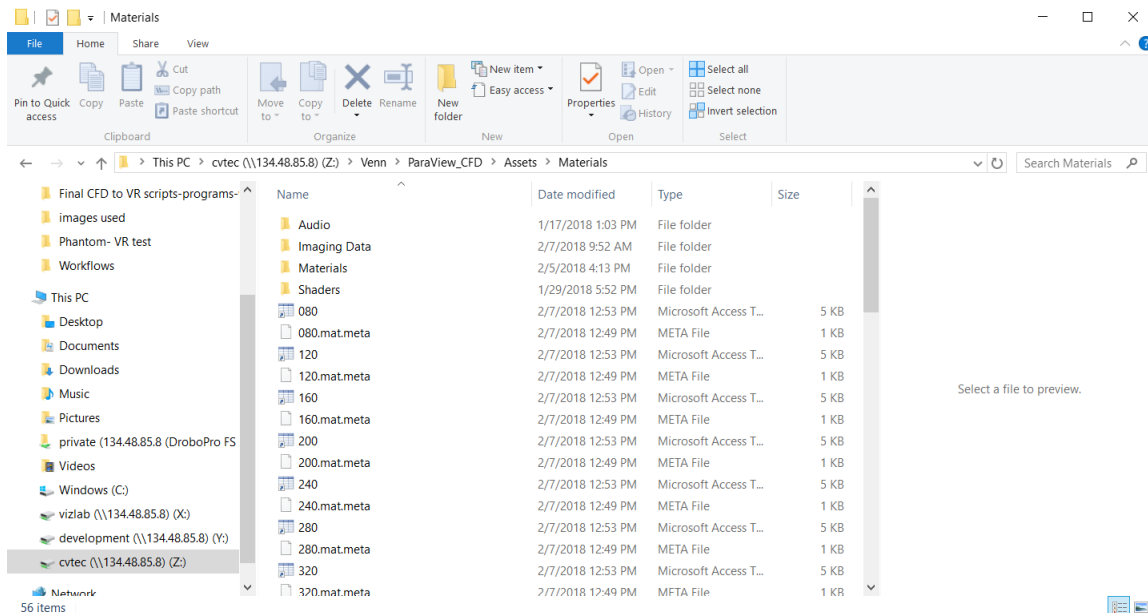 Materials
File Home Share View
Pin to Quick access
Copy
Paste
Cut
Copy path
Paste shortcut
Clipboard
Move to
Copy to
Delete
Rename
Organize
New folder
New item
Easy access
New
Properties
Open
Edit
History
Open
Select all
Select none
Invert selection
Select
This PC > cvtec (\\134.48.85.8) (Z:) > Venn > ParaView_CFD > Assets > Materials
Search Materials
Final CFD to VR scripts-programs-
images used
Phantom- VR test
Workflows
This PC
Desktop
Documents
Downloads
Music
Pictures
private (134.48.85.8 (DroboPro FS
Videos
Windows (C:)
vizlab (\\134.48.85.8) (X:)
development (\\134.48.85.8) (Y:)
cvtec (\\134.48.85.8) (Z:)
Network
Name Date modified Type Size
Audio 1/17/2018 1:03 PM File folder
Imaging Data 2/7/2018 9:52 AM File folder
Materials 2/5/2018 4:13 PM File folder
Shaders 1/29/2018 5:52 PM File folder
080 2/7/2018 12:53 PM Microsoft Access T... 5 KB
080.mat.meta 2/7/2018 12:49 PM META File 1 KB
120 2/7/2018 12:53 PM Microsoft Access T... 5 KB
120.mat.meta 2/7/2018 12:49 PM META File 1 KB
160 2/7/2018 12:53 PM Microsoft Access T... 5 KB
160.mat.meta 2/7/2018 12:49 PM META File 1 KB
200 2/7/2018 12:53 PM Microsoft Access T... 5 KB
200.mat.meta 2/7/2018 12:49 PM META File 1 KB
240 2/7/2018 12:53 PM Microsoft Access T... 5 KB
240.mat.meta 2/7/2018 12:49 PM META File 1 KB
280 2/7/2018 12:53 PM Microsoft Access T... 5 KB
280.mat.meta 2/7/2018 12:49 PM META File 1 KB
320 2/7/2018 12:53 PM Microsoft Access T... 5 KB
320.mat.meta 2/7/2018 12:49 PM META File 1 KB
Select a file to preview.
56 items